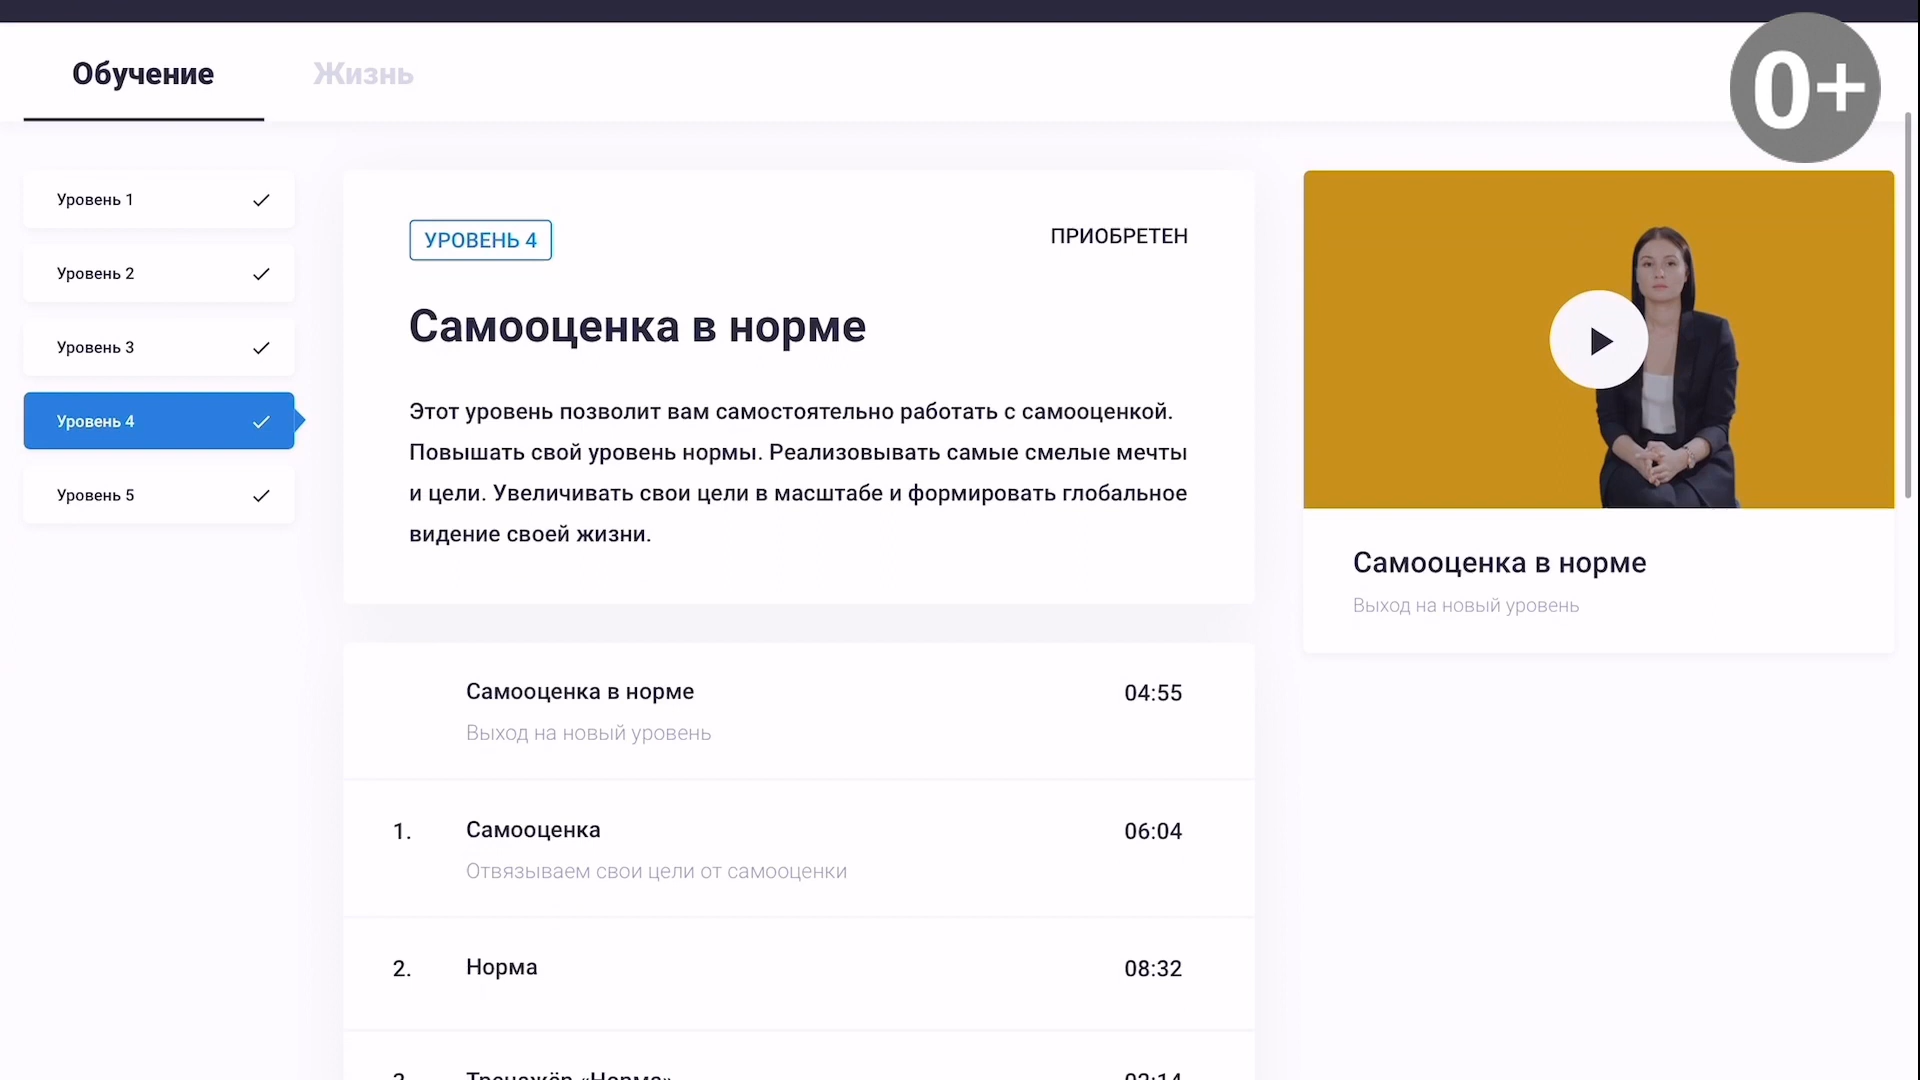 Обучение
Жизнь
0+
Уровень 1
Уровень 2
Уровень 3
Уровень 4
Уровень 5
УРОВЕНЬ 4
ПРИОБРЕТЕН
Самооценка в норме
Этот уровень позволит вам самостоятельно работать с самооценкой.
Повышать свой уровень нормы. Реализовывать самые смелые мечты
и цели. Увеличивать свои цели в масштабе и формировать глобальное
видение своей жизни.
Самооценка в норме
Выход на новый уровень
Самооценка в норме 04:55
Выход на новый уровень
1. Самооценка 06:04
Отвязываем свои цели от самооценки
2. Норма 08:32
3. Тренажёр «Норма»